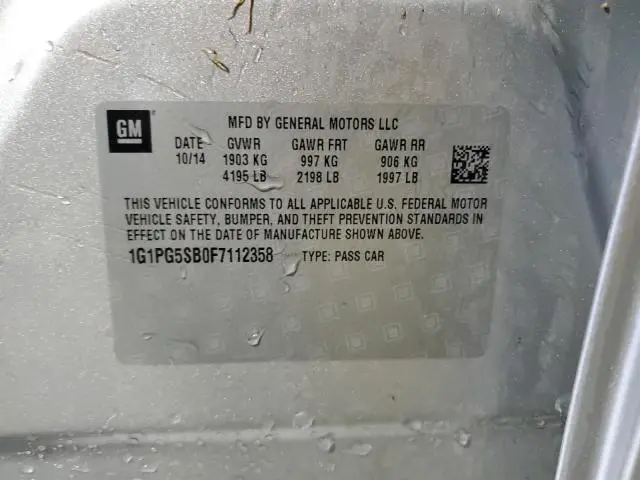 GM
MFD BY GENERAL MOTORS LLC
DATE GVWR GAWR FRT GAWR RR
10/14 1903 KG 997 KG 906 KG
4195 LB 2198 LB 1997 LB
THIS VEHICLE CONFORMS TO ALL APPLICABLE U.S. FEDERAL MOTOR
VEHICLE SAFETY, BUMPER, AND THEFT PREVENTION STANDARDS IN
EFFECT ON THE DATE OF MANUFACTURE SHOWN ABOVE.
1G1PG5SB0F7112358 TYPE: PASS CAR